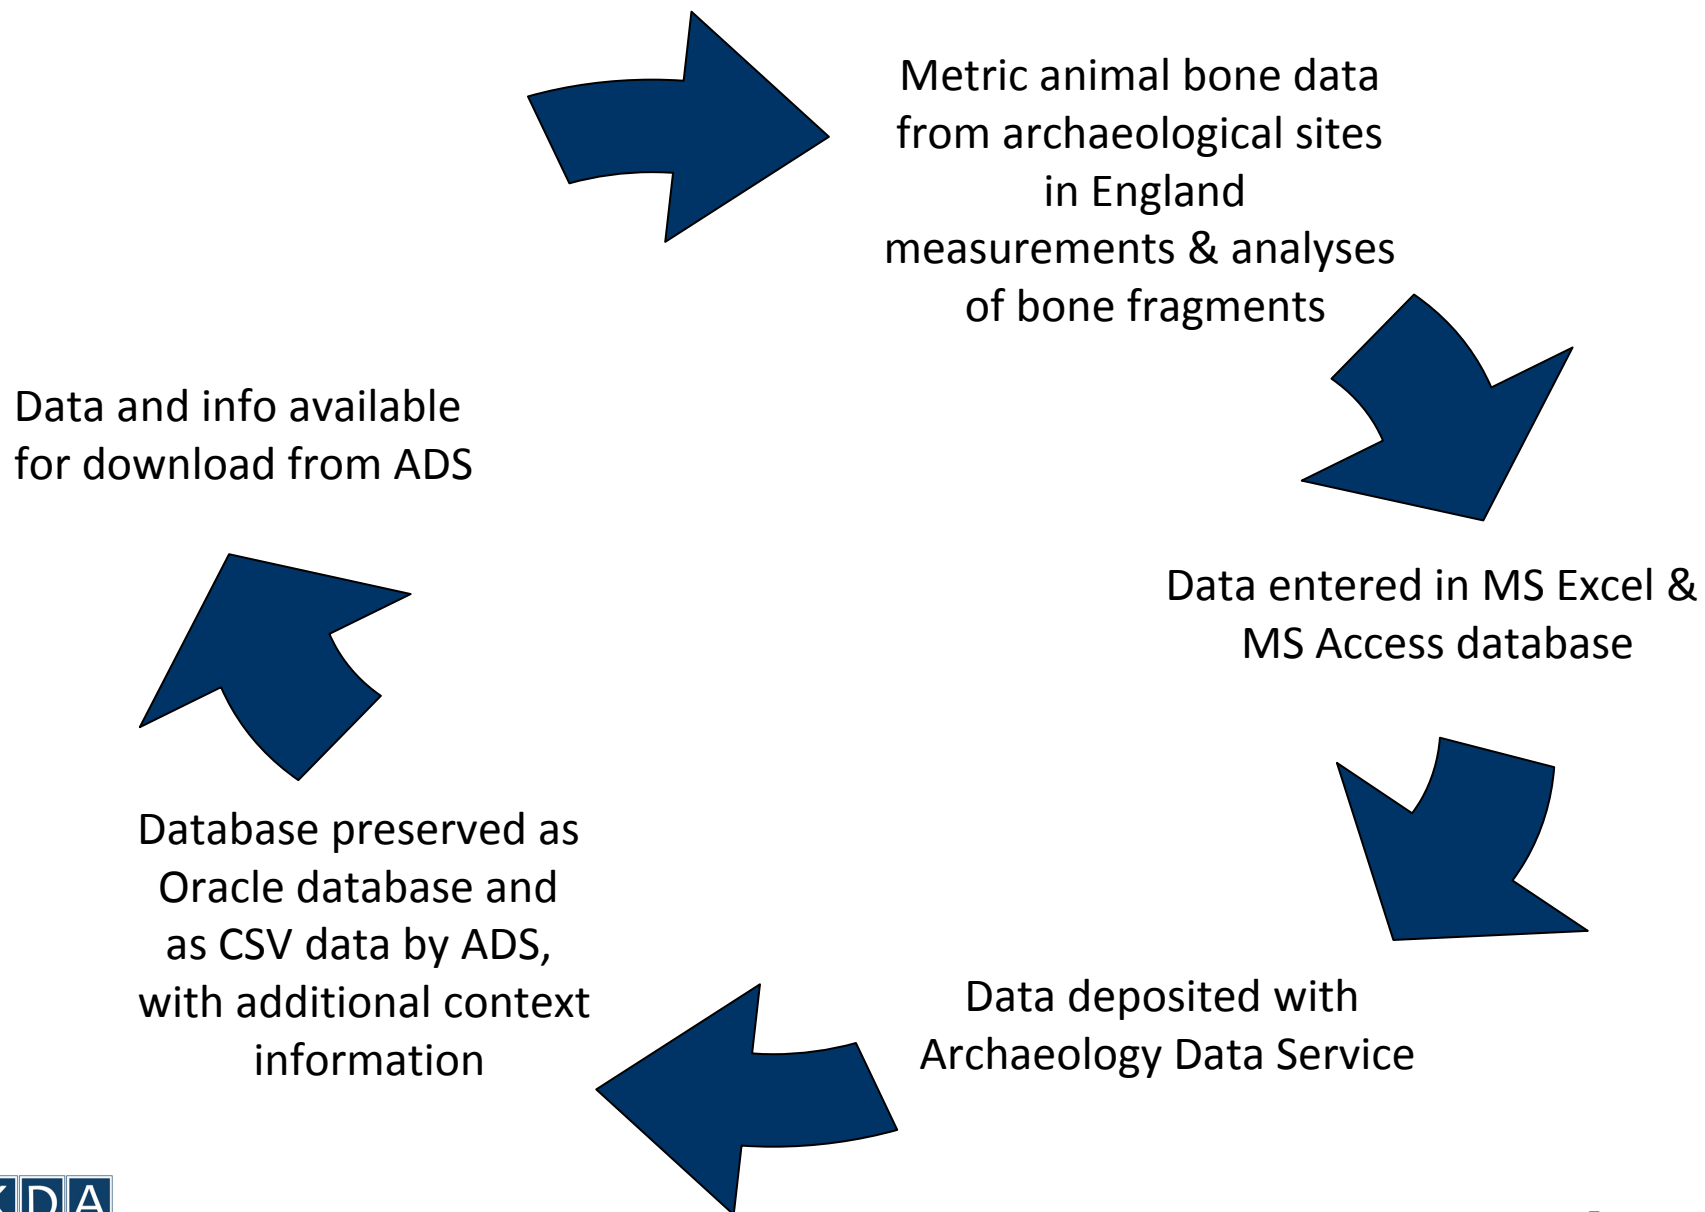 Metric animal bone data
from archaeological sites
in England
measurements & analyses
of bone fragments
Data entered in MS Excel &
MS Access database
Data deposited with
Archaeology Data Service
Database preserved as
Oracle database and
as CSV data by ADS,
with additional context
information
Data and info available
for download from ADS
KDA